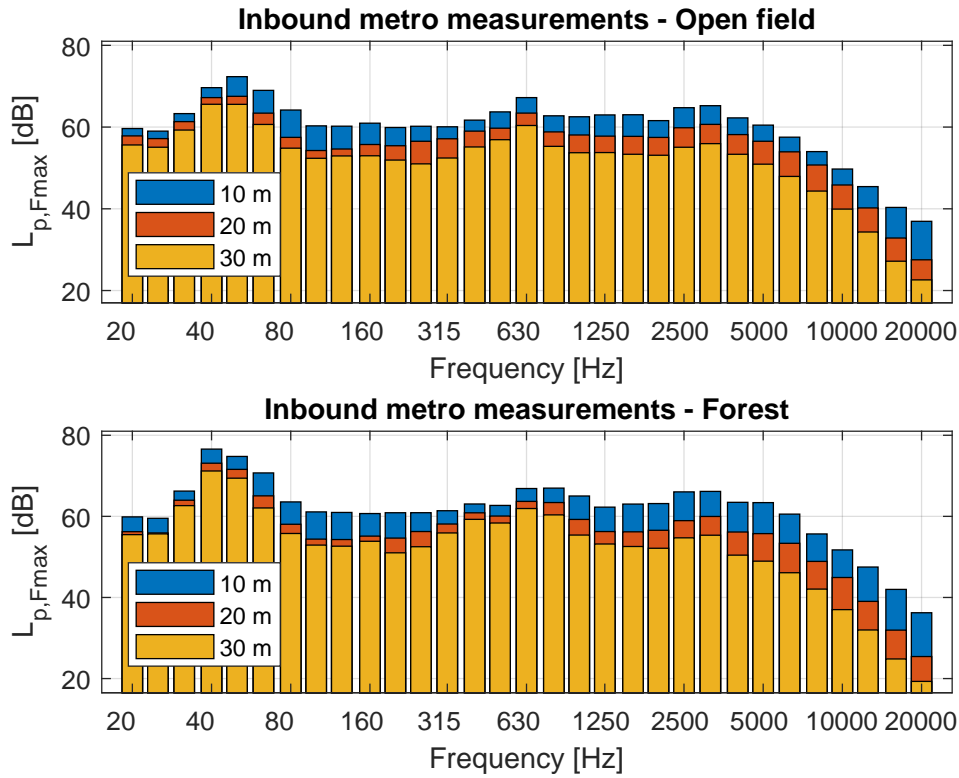 Inbound metro measurements - Open field
L_p,Fmax [dB]
80
60
40
20
10 m
20 m
30 m
20 40 80 160 315 630 1250 2500 5000 10000 20000
Frequency [Hz]
Inbound metro measurements - Forest
L_p,Fmax [dB]
80
60
40
20
10 m
20 m
30 m
20 40 80 160 315 630 1250 2500 5000 10000 20000
Frequency [Hz]